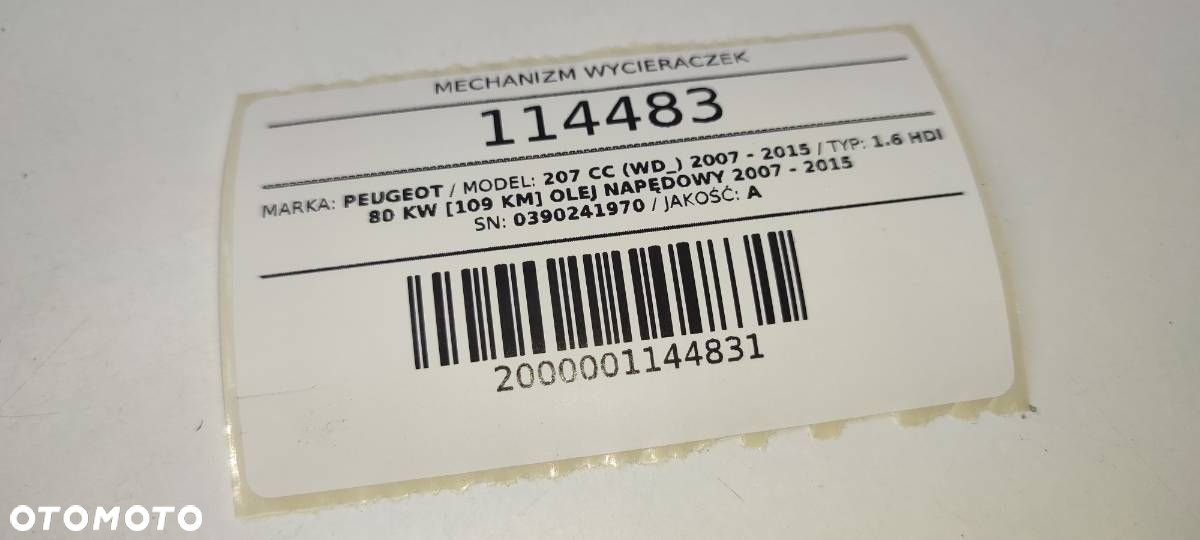 MECHANIZM WYCIERACZEK
114483
MARKA: PEUGEOT / MODEL: 207 CC (WD_) 2007 - 2015 / TYP: 1.6 HDI
80 KW [109 KM] OLEJ NAPĘDOWY 2007 - 2015
SN: 0390241970 / JAKOŚĆ: A
2000001144831
OTOMOTO